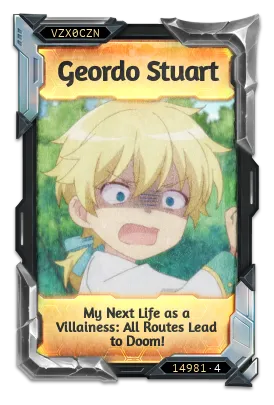 VZX0CZN
Geordo Stuart
My Next Life as a
Villainess: All Routes Lead
to Doom!
14981·4